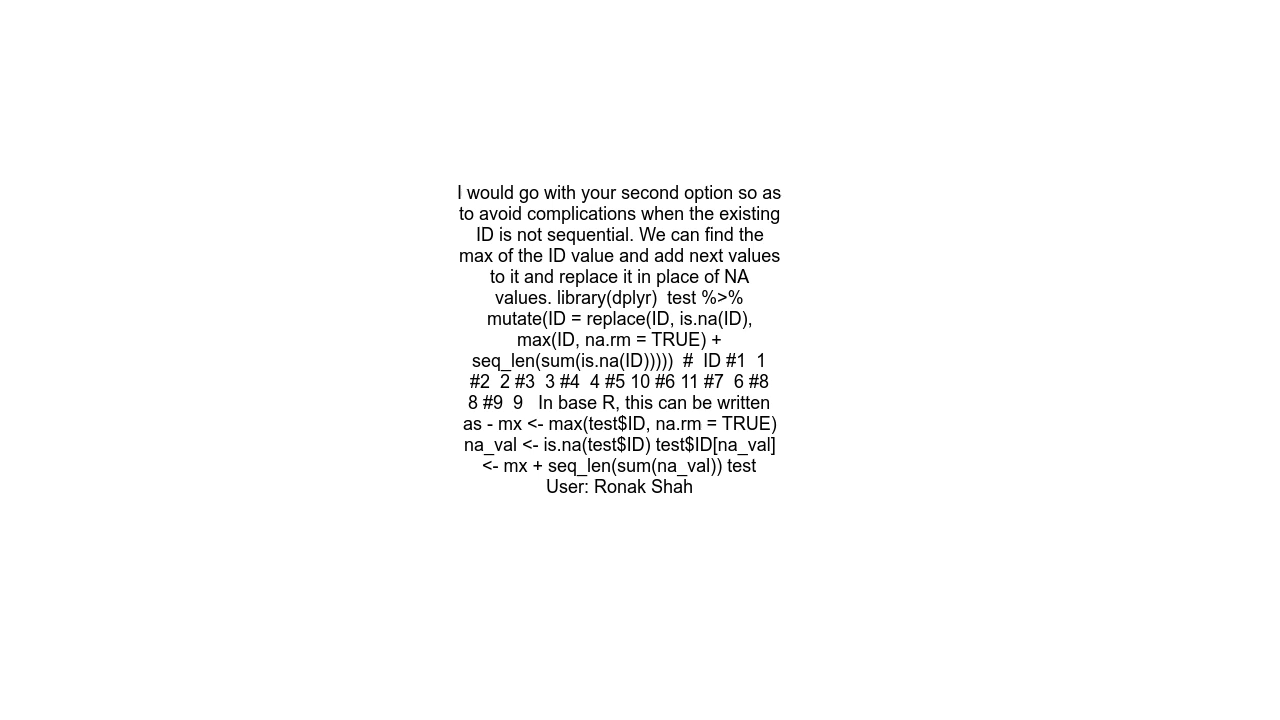 I would go with your second option so as
to avoid complications when the existing
ID is not sequential. We can find the
max of the ID value and add next values
to it and replace it in place of NA
values. library(dplyr)  test %>%
mutate(ID = replace(ID, is.na(ID),
max(ID, na.rm = TRUE) +
seq_len(sum(is.na(ID)))))  #  ID #1  1
#2  2 #3  3 #4  4 #5 10 #6 11 #7  6 #8
8 #9  9   In base R, this can be written
as - mx <- max(test$ID, na.rm = TRUE)
na_val <- is.na(test$ID) test$ID[na_val]
<- mx + seq_len(sum(na_val)) test
User: Ronak Shah